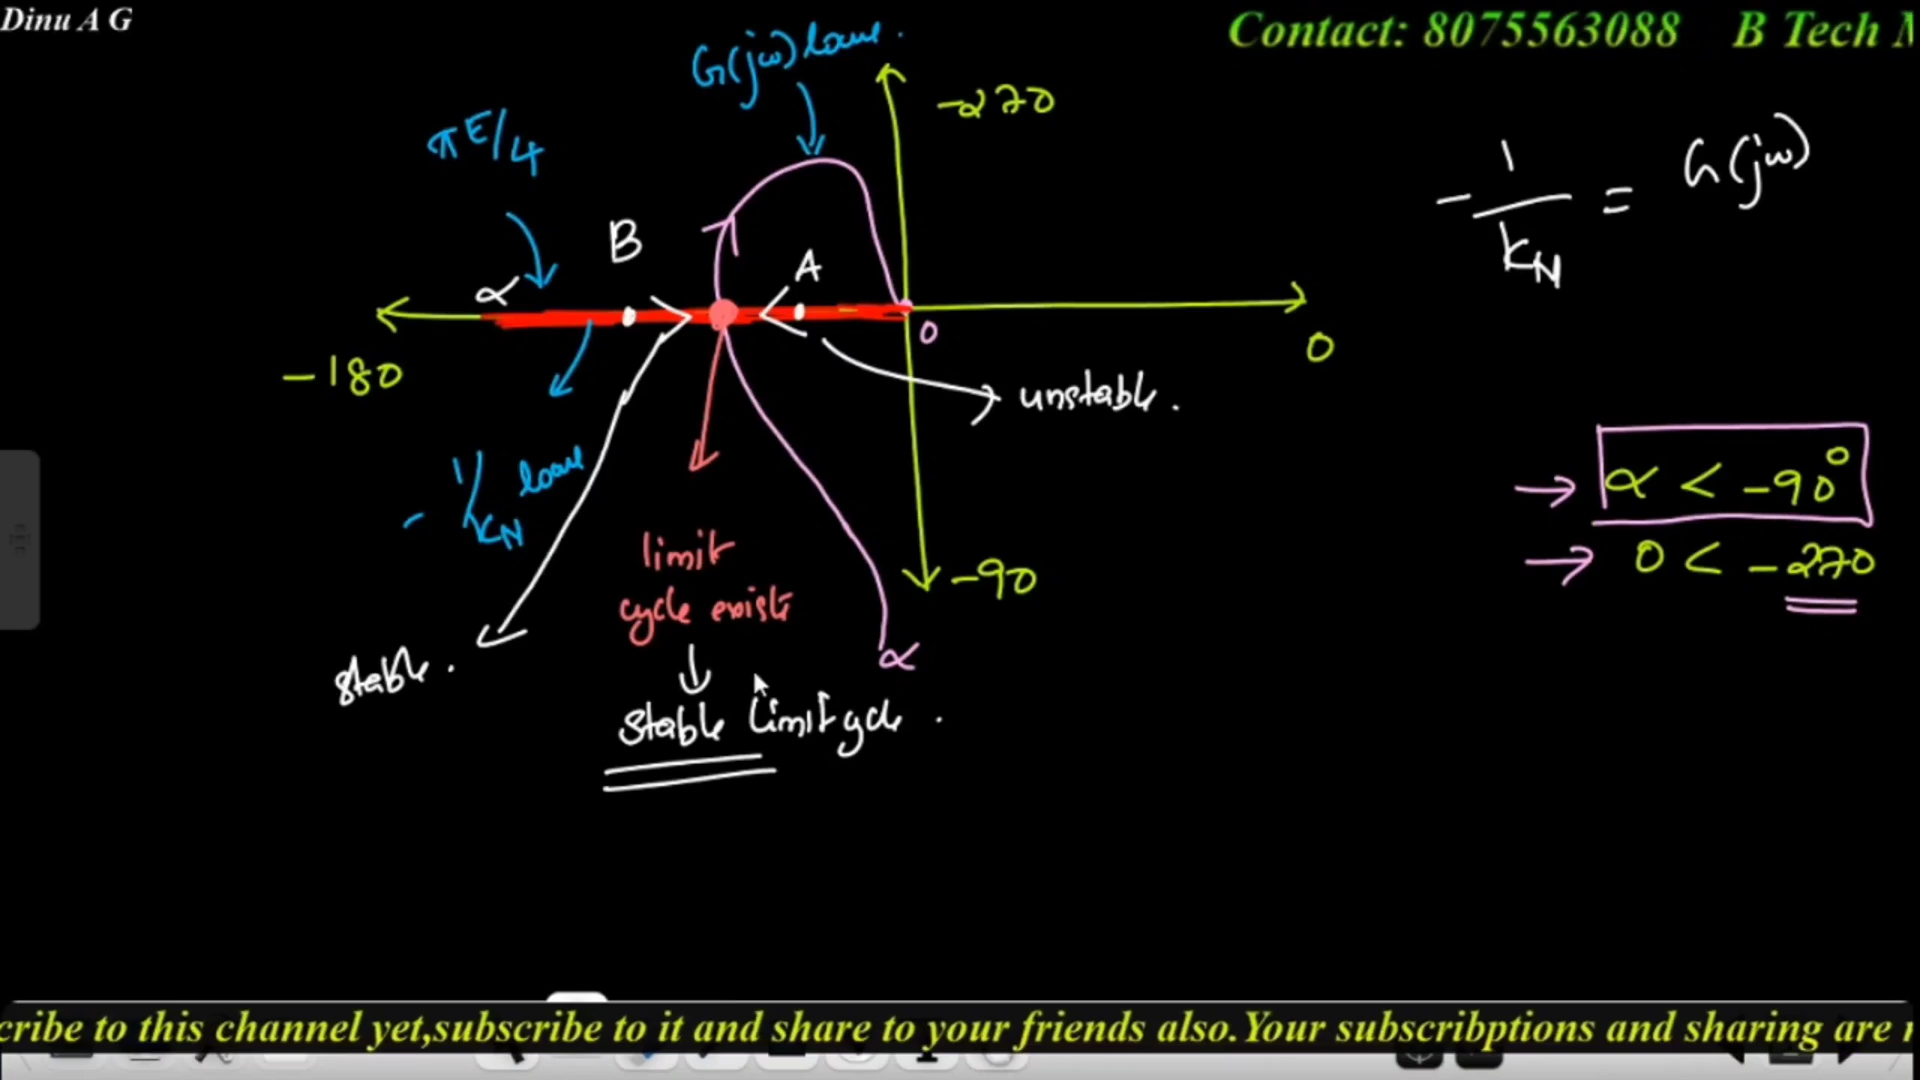 Dinu A G
Contact: 8075563088 B Tech M
G(jω) locus.
-270
πE/4
- 1/KN = G(jω)
B
A
α
0
-180
0
unstable.
- 1/KN locus
α < -90°
0 < -270
limit
cycle exists
-90
α
stable.
stable limit cycle.
cribe to this channel yet,subscribe to it and share to your friends also.Your subscribptions and sharing are